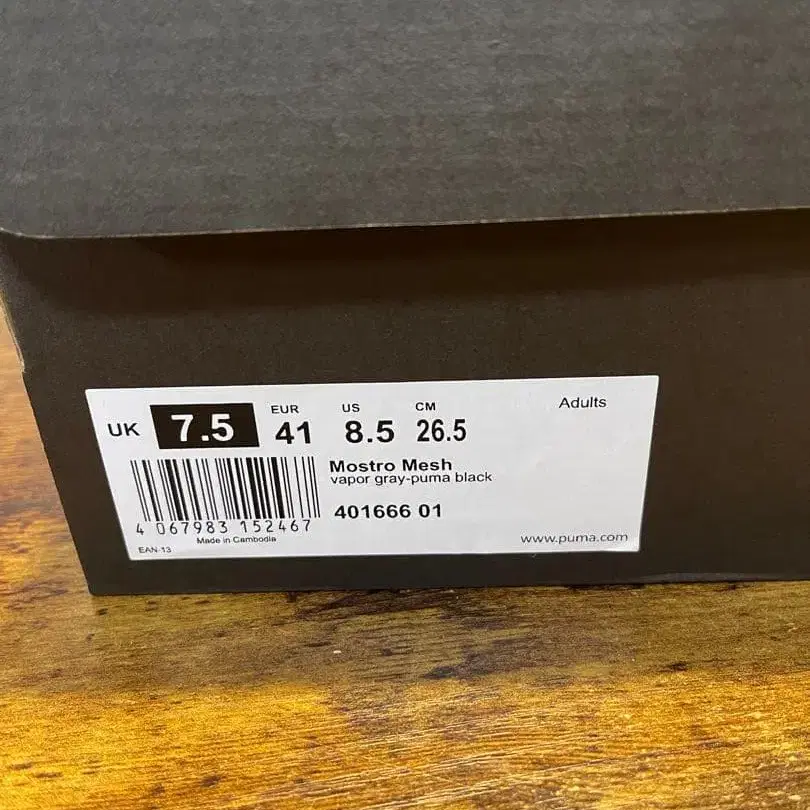 UK 7.5 EUR 41 US 8.5 CM 26.5 Adults
Mostro Mesh
vapor gray-puma black
401666 01
4 067983 152467
Made in Cambodia
EAN-13
www.puma.com